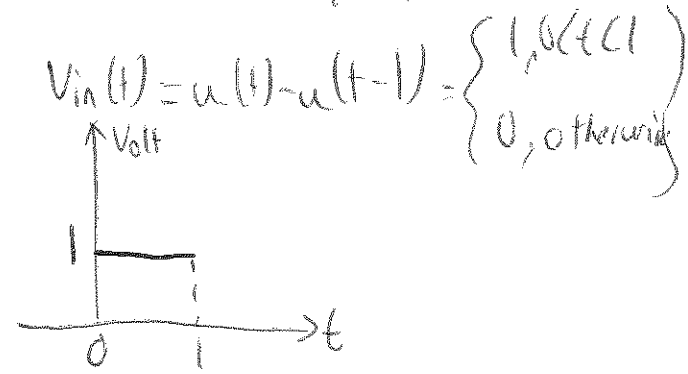 Vin(t) = u(t) - u(t-1) = { 1, 0<t<1
0, otherwise }
Volt
1
t
0 1